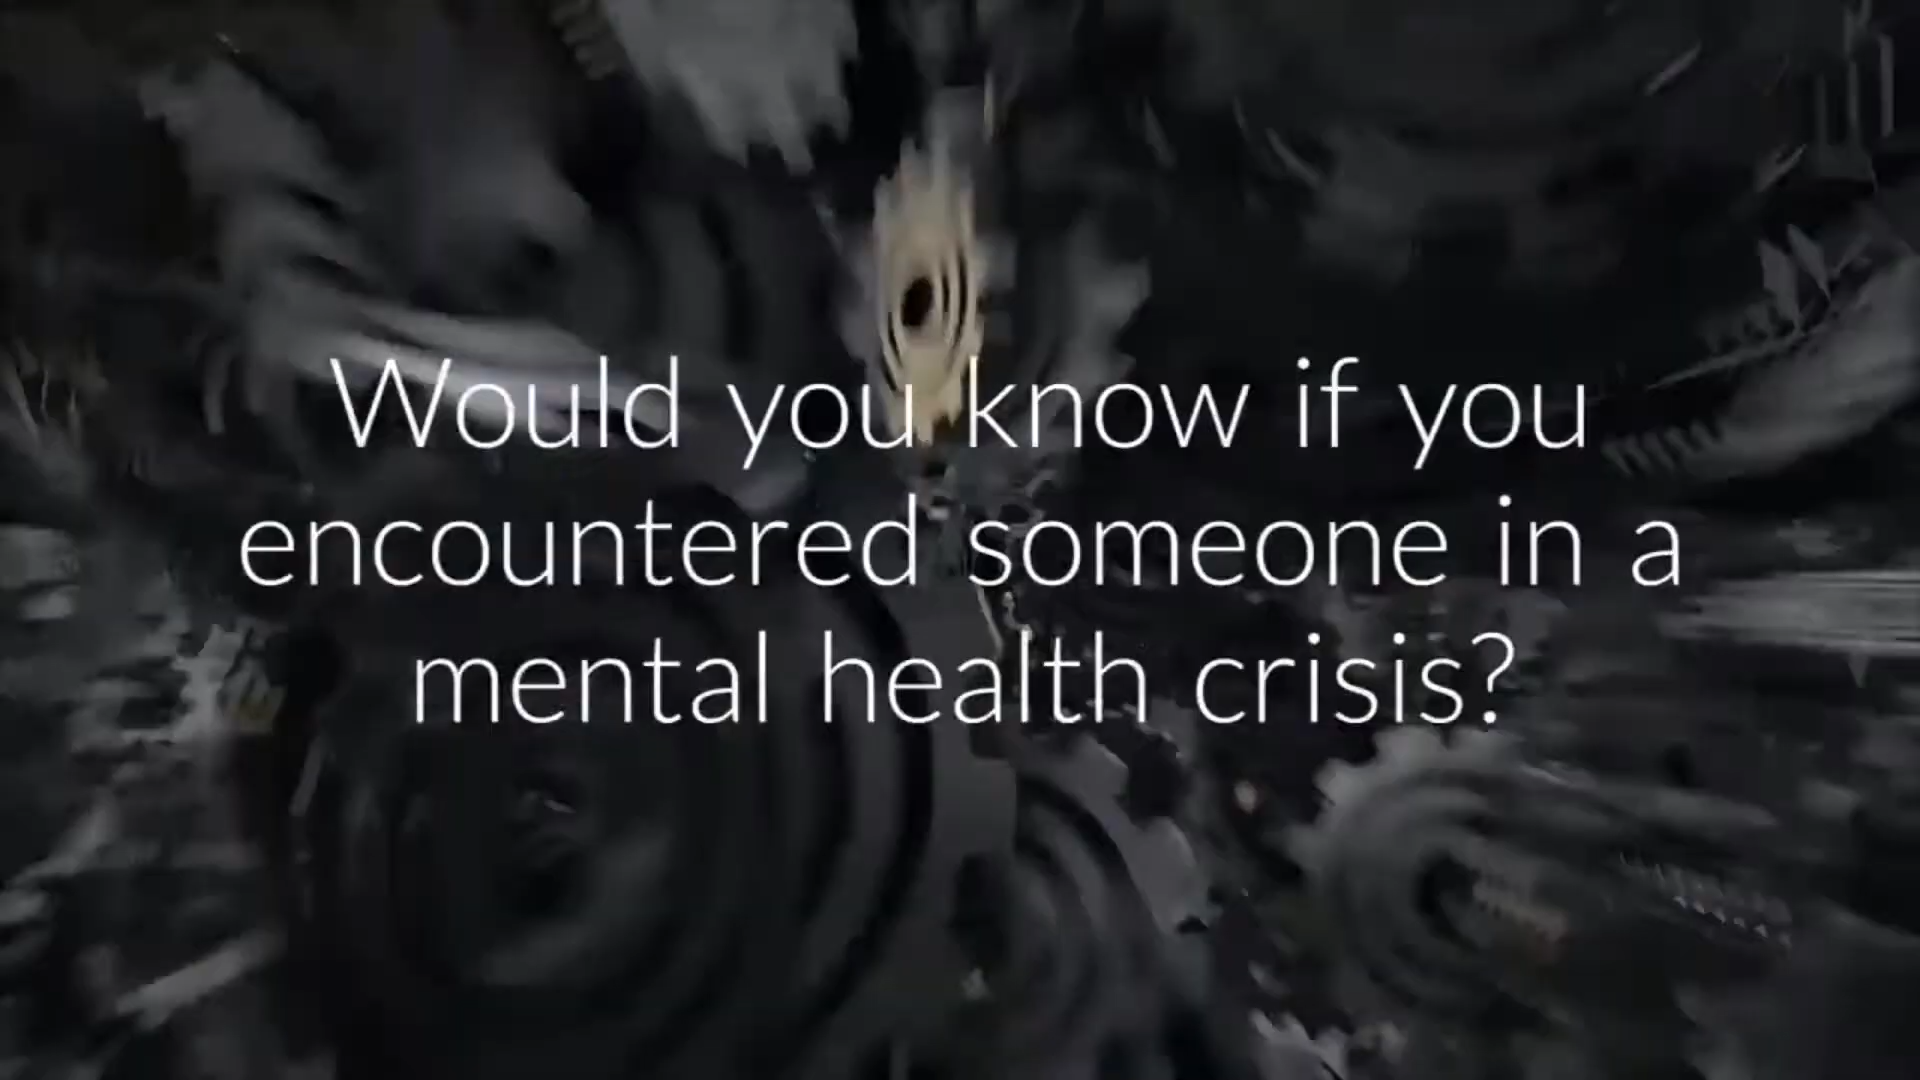 Would you know if you
encountered someone in a
mental health crisis?